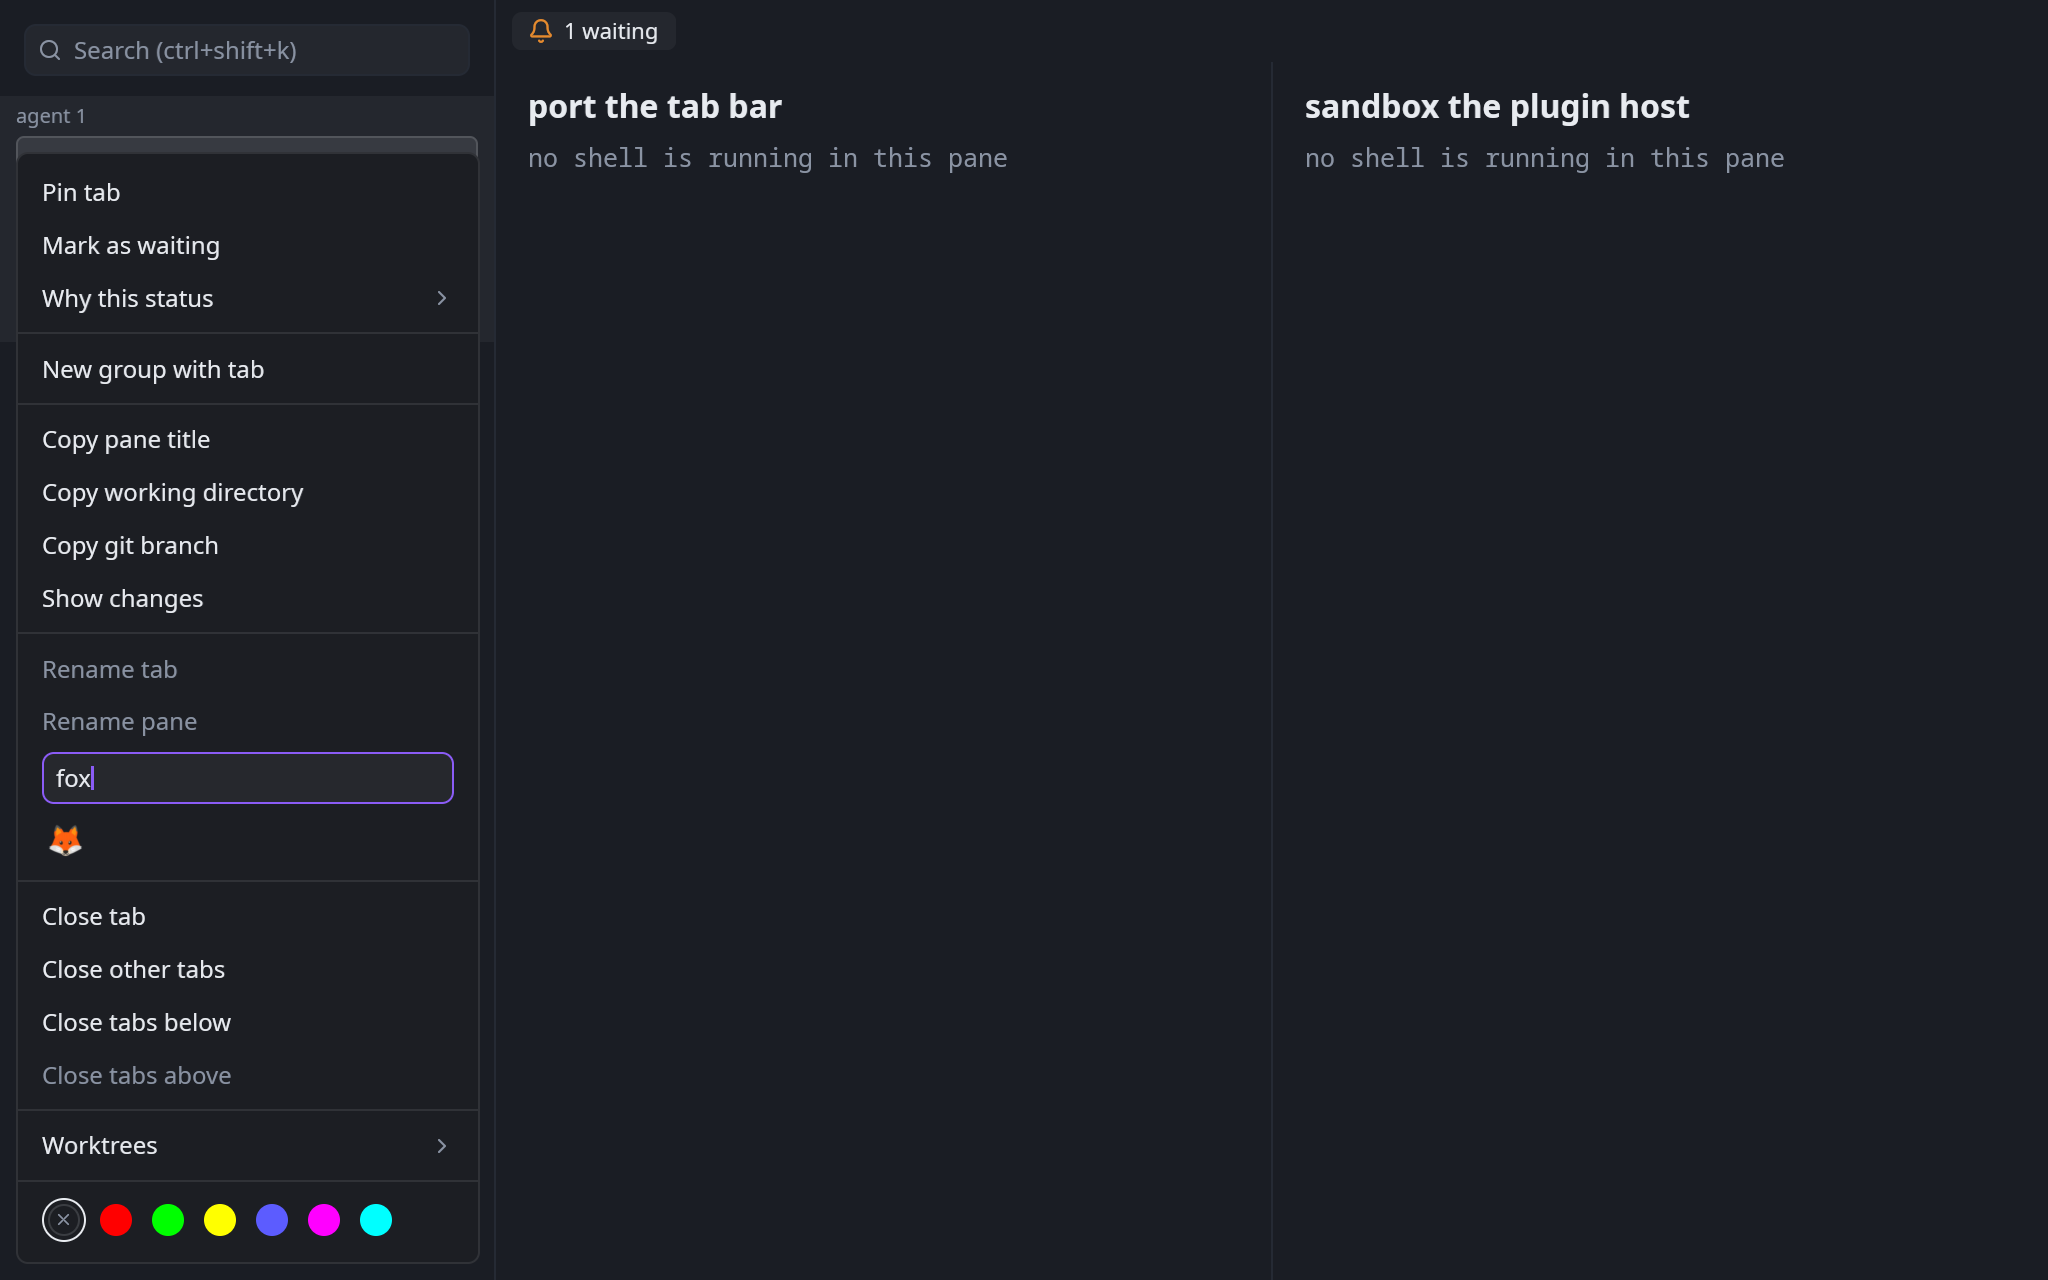 Search (ctrl+shift+k)
1 waiting
agent 1
Pin tab
Mark as waiting
Why this status
New group with tab
Copy pane title
Copy working directory
Copy git branch
Show changes
Rename tab
Rename pane
fox
Close tab
Close other tabs
Close tabs below
Close tabs above
Worktrees
port the tab bar
no shell is running in this pane
sandbox the plugin host
no shell is running in this pane